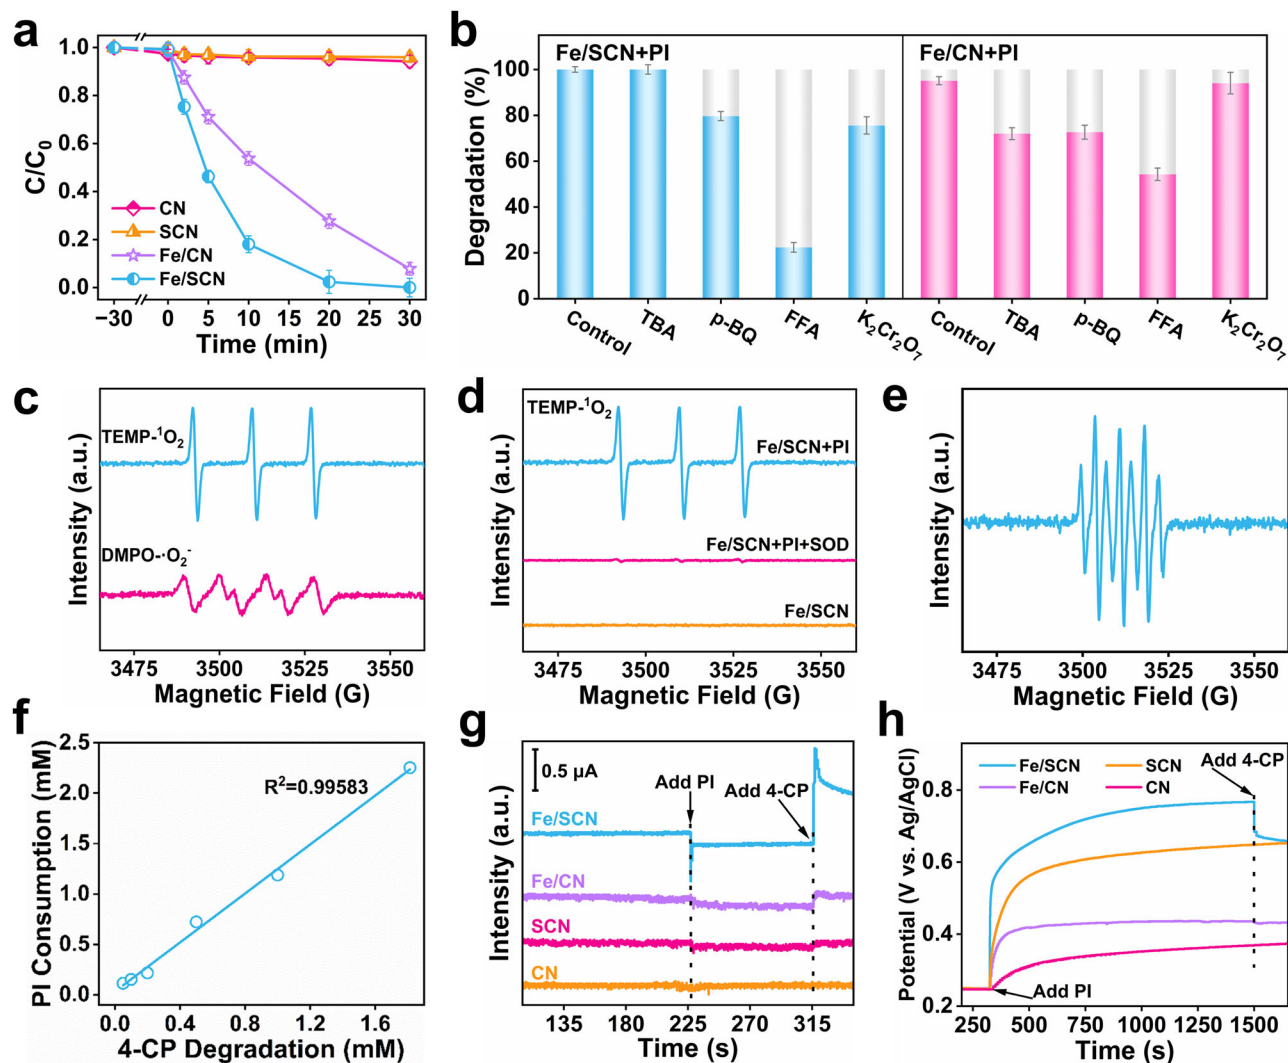 a
1.0
0.8
0.6
0.4
0.2
0.0
C/C0
CN
SCN
Fe/CN
Fe/SCN
−30 0 5 10 15 20 25 30
Time (min)
b
Fe/SCN+PI Fe/CN+PI
100
80
60
40
20
0
Degradation (%)
Control TBA p-BQ FFA K2Cr2O7 Control TBA p-BQ FFA K2Cr2O7
c
TEMP-¹O₂
DMPO-·O₂⁻
Intensity (a.u.)
3475 3500 3525 3550
Magnetic Field (G)
d
TEMP-¹O₂
Fe/SCN+PI
Fe/SCN+PI+SOD
Fe/SCN
Intensity (a.u.)
3475 3500 3525 3550
Magnetic Field (G)
e
Intensity (a.u.)
3475 3500 3525 3550
Magnetic Field (G)
f
2.5
2.0
1.5
1.0
0.5
0.0
PI Consumption (mM)
R²=0.99583
0.0 0.4 0.8 1.2 1.6
4-CP Degradation (mM)
g
0.5 µA
Add PI
Add 4-CP
Fe/SCN
Fe/CN
SCN
CN
Intensity (a.u.)
135 180 225 270 315
Time (s)
h
Fe/SCN SCN
Fe/CN CN
Add 4-CP
Add PI
0.8
0.6
0.4
0.2
Potential (V vs. Ag/AgCl)
250 500 750 1000 1250 1500
Time (s)